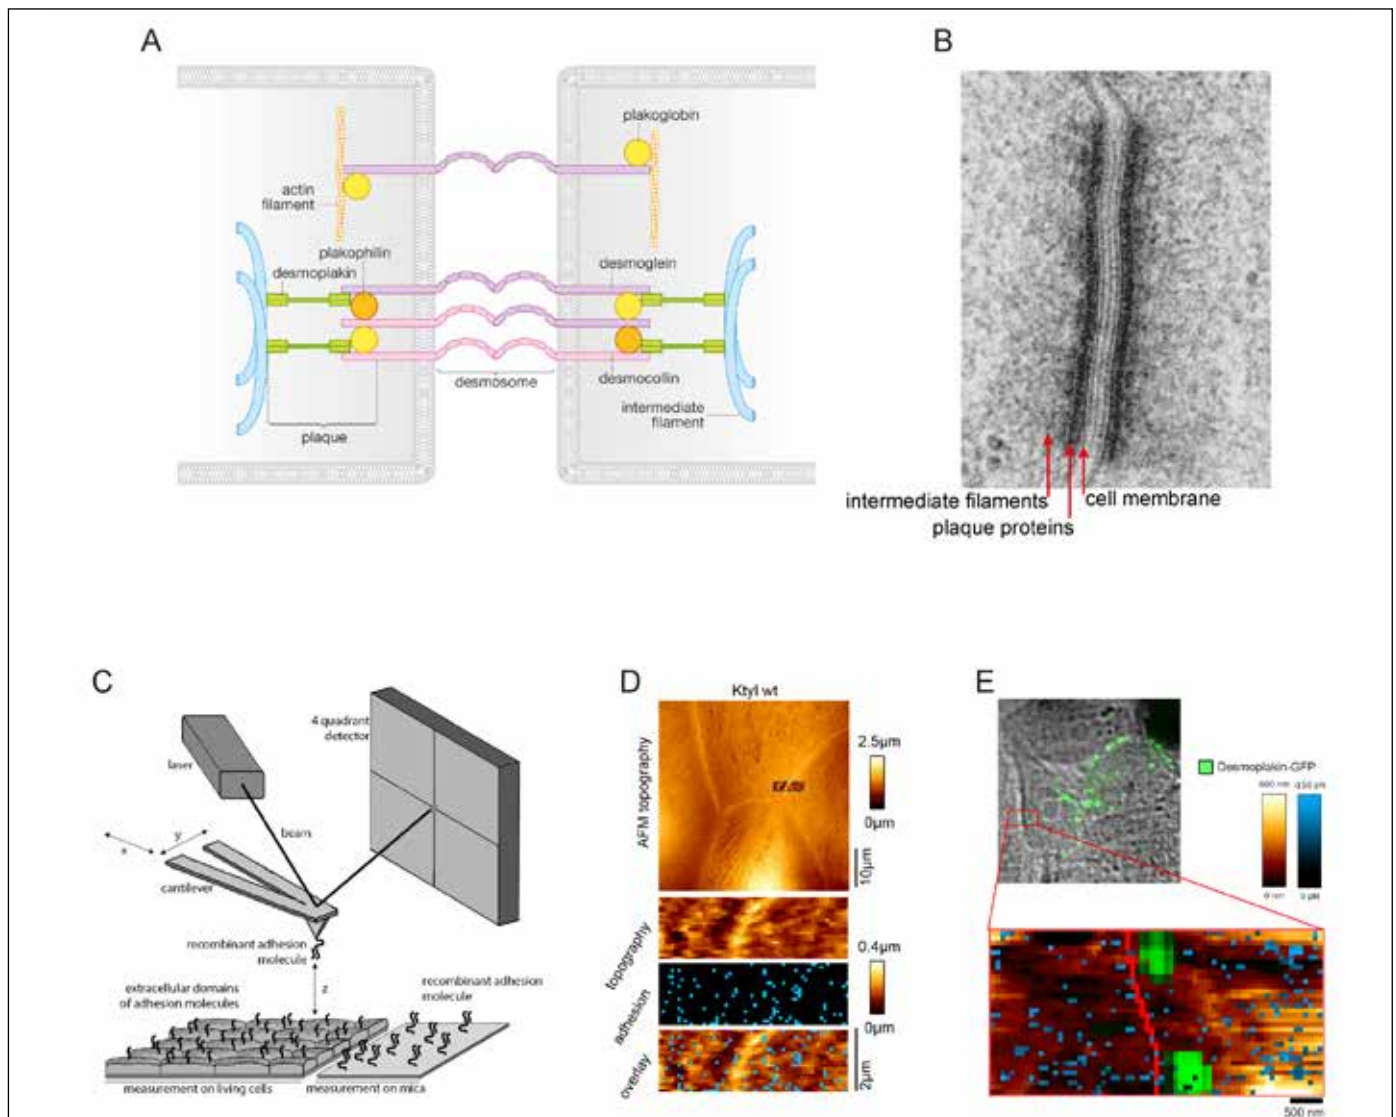 A
plakoglobin
actin
filament
plakophilin
desmoplakin
desmoglein
desmosome
desmocollin
intermediate
filament
plaque
B
intermediate filaments
cell membrane
plaque proteins
C
4 quadrant
detector
laser
beam
x
y
cantilever
recombinant adhesion
molecule
z
extracellular domains
of adhesion molecules
recombinant adhesion
molecule
measurement on living cells
measurement on mica
D
KtyI wt
AFM topography
2.5µm
0µm
10µm
topography
adhesion
overlay
0.4µm
0µm
2µm
E
Desmoplakin-GFP
0 nm
500 nm